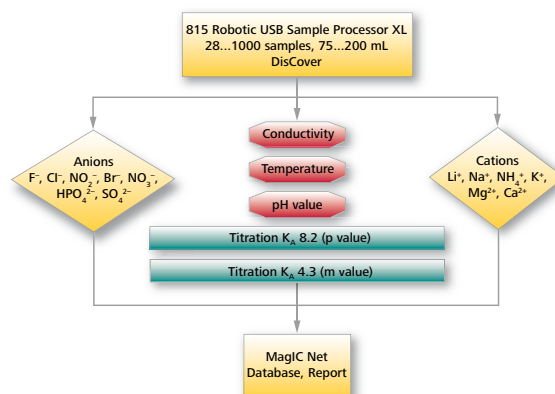 815 Robotic USB Sample Processor XL
28...1000 samples, 75...200 mL
DisCover
Anions
F⁻, Cl⁻, NO₂⁻, Br⁻, NO₃⁻,
HPO₄²⁻, SO₄²⁻
Conductivity
Temperature
pH value
Cations
Li⁺, Na⁺, NH₄⁺, K⁺,
Mg²⁺, Ca²⁺
Titration K_A 8.2 (p value)
Titration K_A 4.3 (m value)
MagIC Net
Database, Report